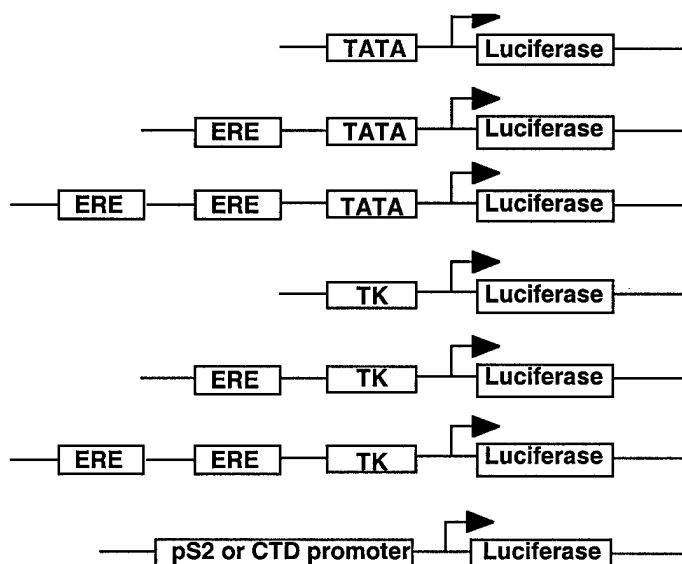 TATA Luciferase
ERE TATA Luciferase
ERE ERE TATA Luciferase
TK Luciferase
ERE TK Luciferase
ERE ERE TK Luciferase
pS2 or CTD promoter Luciferase